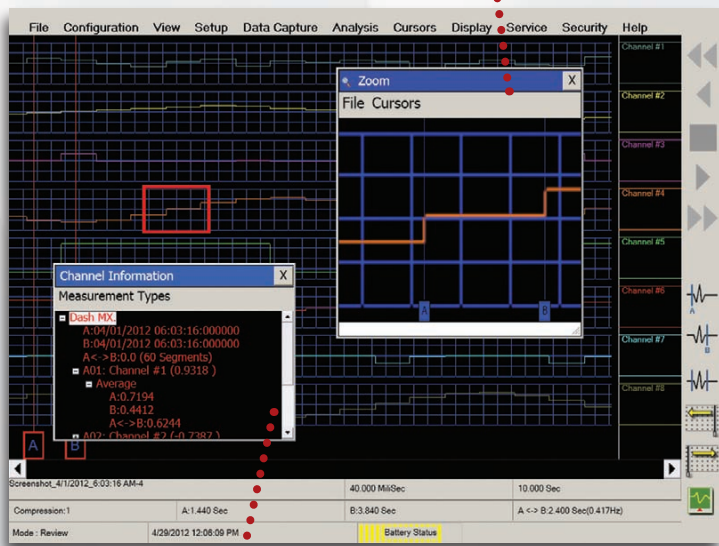 File Configuration View Setup Data Capture Analysis Cursors Display Service Security Help
Channel #1
Channel #2
Channel #3
Channel #4
Channel #5
Channel #6
Channel #7
Channel #8
Zoom X
File Cursors
A B
Channel Information X
Measurement Types
Dash MX.
A:04/01/2012 06:03:16:000000
B:04/01/2012 06:03:16:000000
A<->B:0.0 (60 Segments)
A01: Channel #1 (0.9318 )
Average
A:0.7194
B:0.4412
A<->B:0.6244
A02: Channel #2 (-0.7387 )
A B
A
B
Screenshot_4/1/2012_6:03:16 AM-4 40.000 MiliSec 10.000 Sec
Compression:1 A:1.440 Sec B:3.840 Sec A <-> B:2.400 Sec(0.417Hz)
Mode : Review 4/29/2012 12:06:09 PM Battery Status